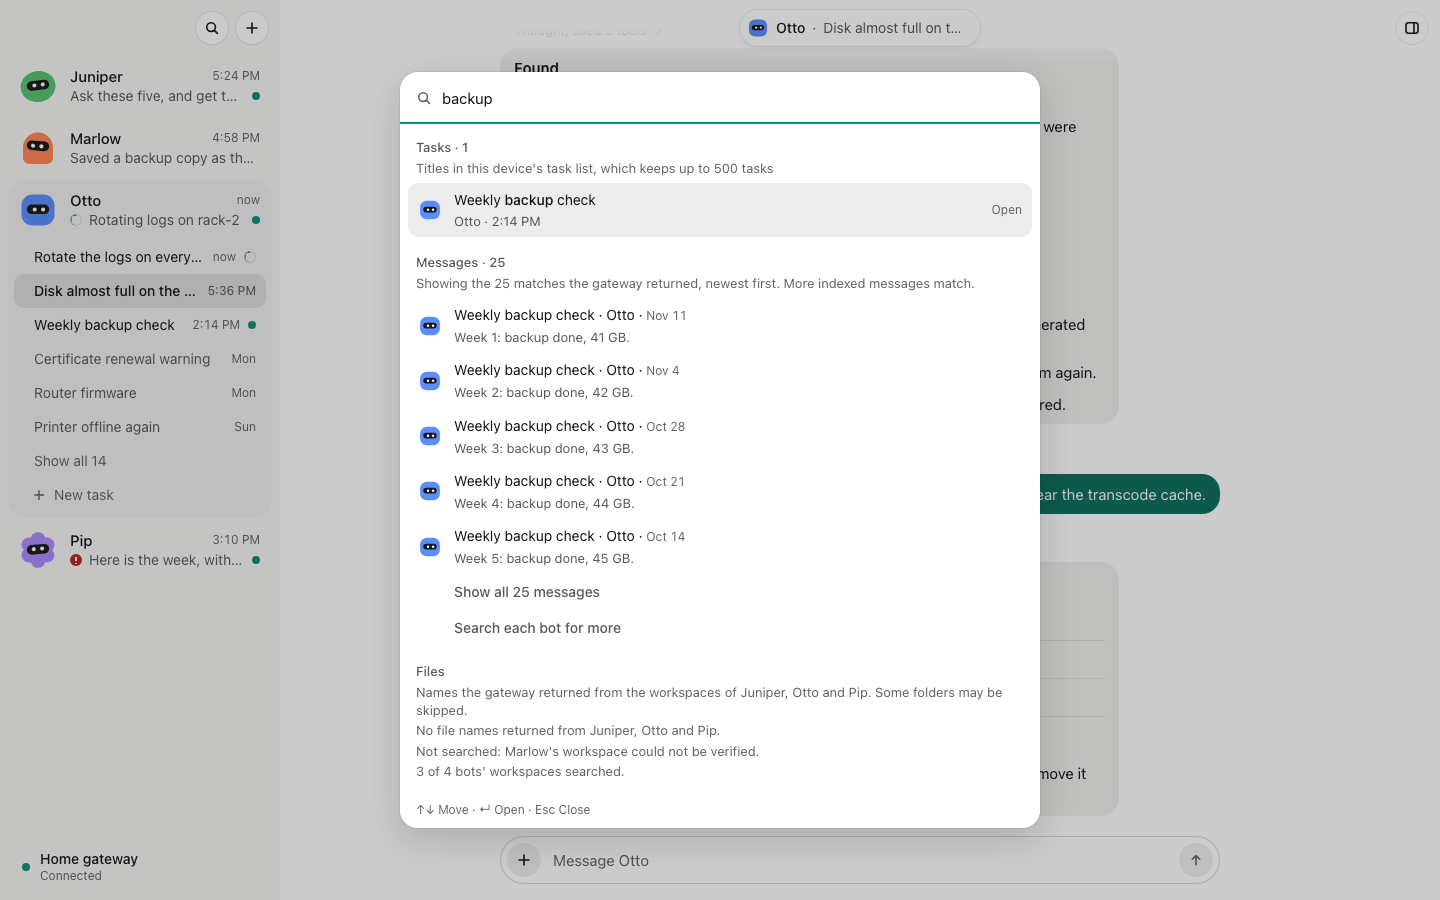 Juniper
5:24 PM
Ask these five, and get t...
Marlow
4:58 PM
Saved a backup copy as th...
Otto
now
Rotating logs on rack-2
Rotate the logs on every...
now
Disk almost full on the ...
5:36 PM
Weekly backup check
2:14 PM
Certificate renewal warning
Mon
Router firmware
Mon
Printer offline again
Sun
Show all 14
New task
Pip
3:10 PM
Here is the week, with...
Home gateway
Connected
Thought, used 2 tools
Otto · Disk almost full on t...
Found
were
erated
m again.
red.
ear the transcode cache.
move it
Message Otto
backup
Tasks · 1
Titles in this device's task list, which keeps up to 500 tasks
Weekly backup check
Otto · 2:14 PM
Open
Messages · 25
Showing the 25 matches the gateway returned, newest first. More indexed messages match.
Weekly backup check · Otto · Nov 11
Week 1: backup done, 41 GB.
Weekly backup check · Otto · Nov 4
Week 2: backup done, 42 GB.
Weekly backup check · Otto · Oct 28
Week 3: backup done, 43 GB.
Weekly backup check · Otto · Oct 21
Week 4: backup done, 44 GB.
Weekly backup check · Otto · Oct 14
Week 5: backup done, 45 GB.
Show all 25 messages
Search each bot for more
Files
Names the gateway returned from the workspaces of Juniper, Otto and Pip. Some folders may be
skipped.
No file names returned from Juniper, Otto and Pip.
Not searched: Marlow's workspace could not be verified.
3 of 4 bots' workspaces searched.
↑↓ Move · ↵ Open · Esc Close